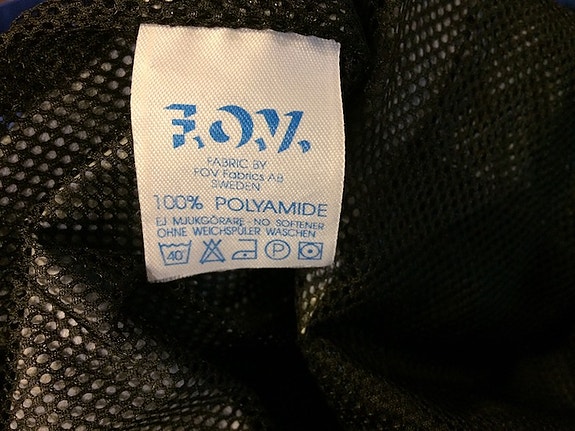 F.O.V.
FABRIC BY
FOV Fabrics AB
SWEDEN
100% POLYAMIDE
EJ MJUKGÖRARE - NO SOFTENER
OHNE WEICHSPÜLER WASCHEN
40° P